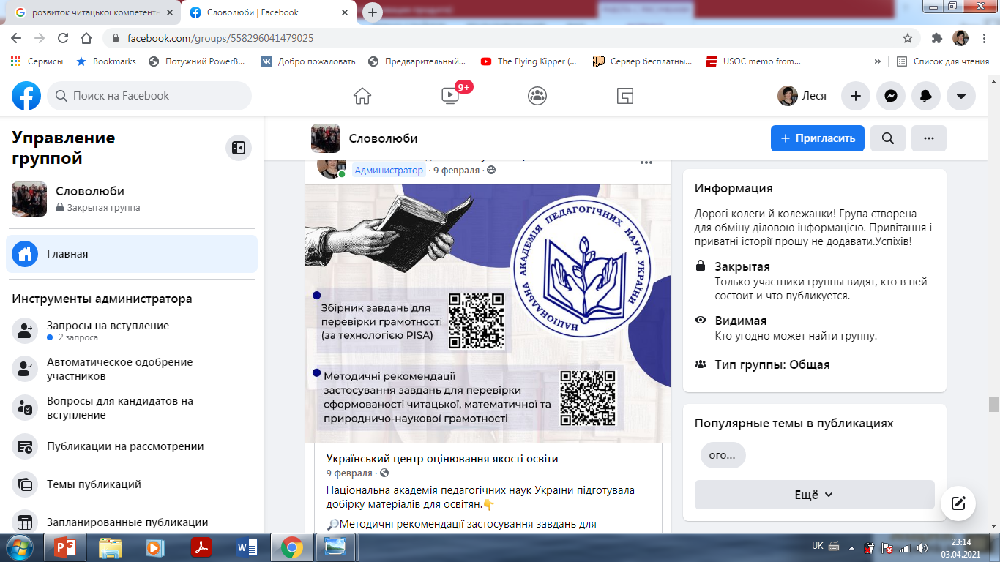 розвиток читацької компетентн
Словолюби | Facebook
facebook.com/groups/558296041479025
Сервисы
Bookmarks
Потужний PowerB...
Добро пожаловать
Предварительный...
The Flying Kipper (...
Сервер бесплатны...
USOC memo from...
»
Список для чтения
Поиск на Facebook
9+
Леся
Управление
группой
Словолюби
Закрытая группа
Главная
Инструменты администратора
Запросы на вступление
2 запроса
Автоматическое одобрение
участников
Вопросы для кандидатов на
вступление
Публикации на рассмотрении
Темы публикаций
Запланированные публикации
Словолюби
+ Пригласить
Администратор · 9 февраля ·
НАЦІОНАЛЬНА АКАДЕМІЯ ПЕДАГОГІЧНИХ НАУК УКРАЇНИ
Збірник завдань для
перевірки грамотності
(за технологією PISA)
Методичні рекомендації
застосування завдань для перевірки
сформованості читацької, математичної та
природничо-наукової грамотності
Український центр оцінювання якості освіти
9 февраля ·
Національна академія педагогічних наук України підготувала
добірку матеріалів для освітян.👇
🔎Методичні рекомендації застосування завдань для
Информация
Дорогі колеги й колежанки! Група створена
для обміну діловою інформацією. Привітання і
приватні історії прошу не додавати.Успіхів!
Закрытая
Только участники группы видят, кто в ней
состоит и что публикуется.
Видимая
Кто угодно может найти группу.
Тип группы: Общая
Популярные темы в публикациях
ого...
Ещё
UK
23:14
03.04.2021